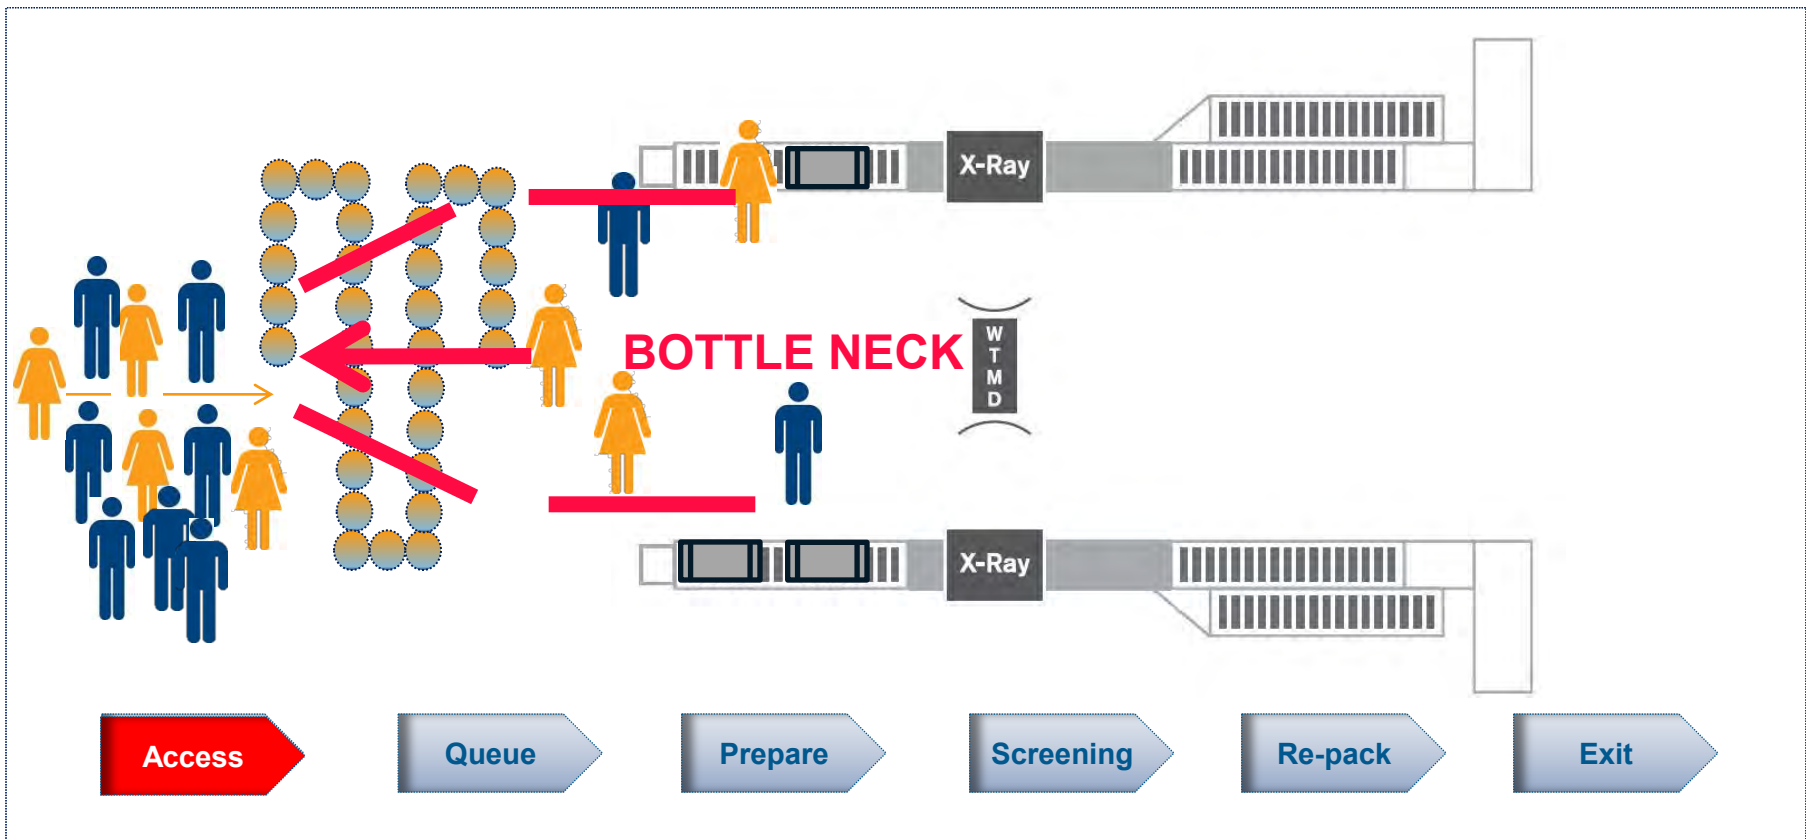 X-Ray
BOTTLE NECK
W
T
M
D
X-Ray
Access
Queue
Prepare
Screening
Re-pack
Exit